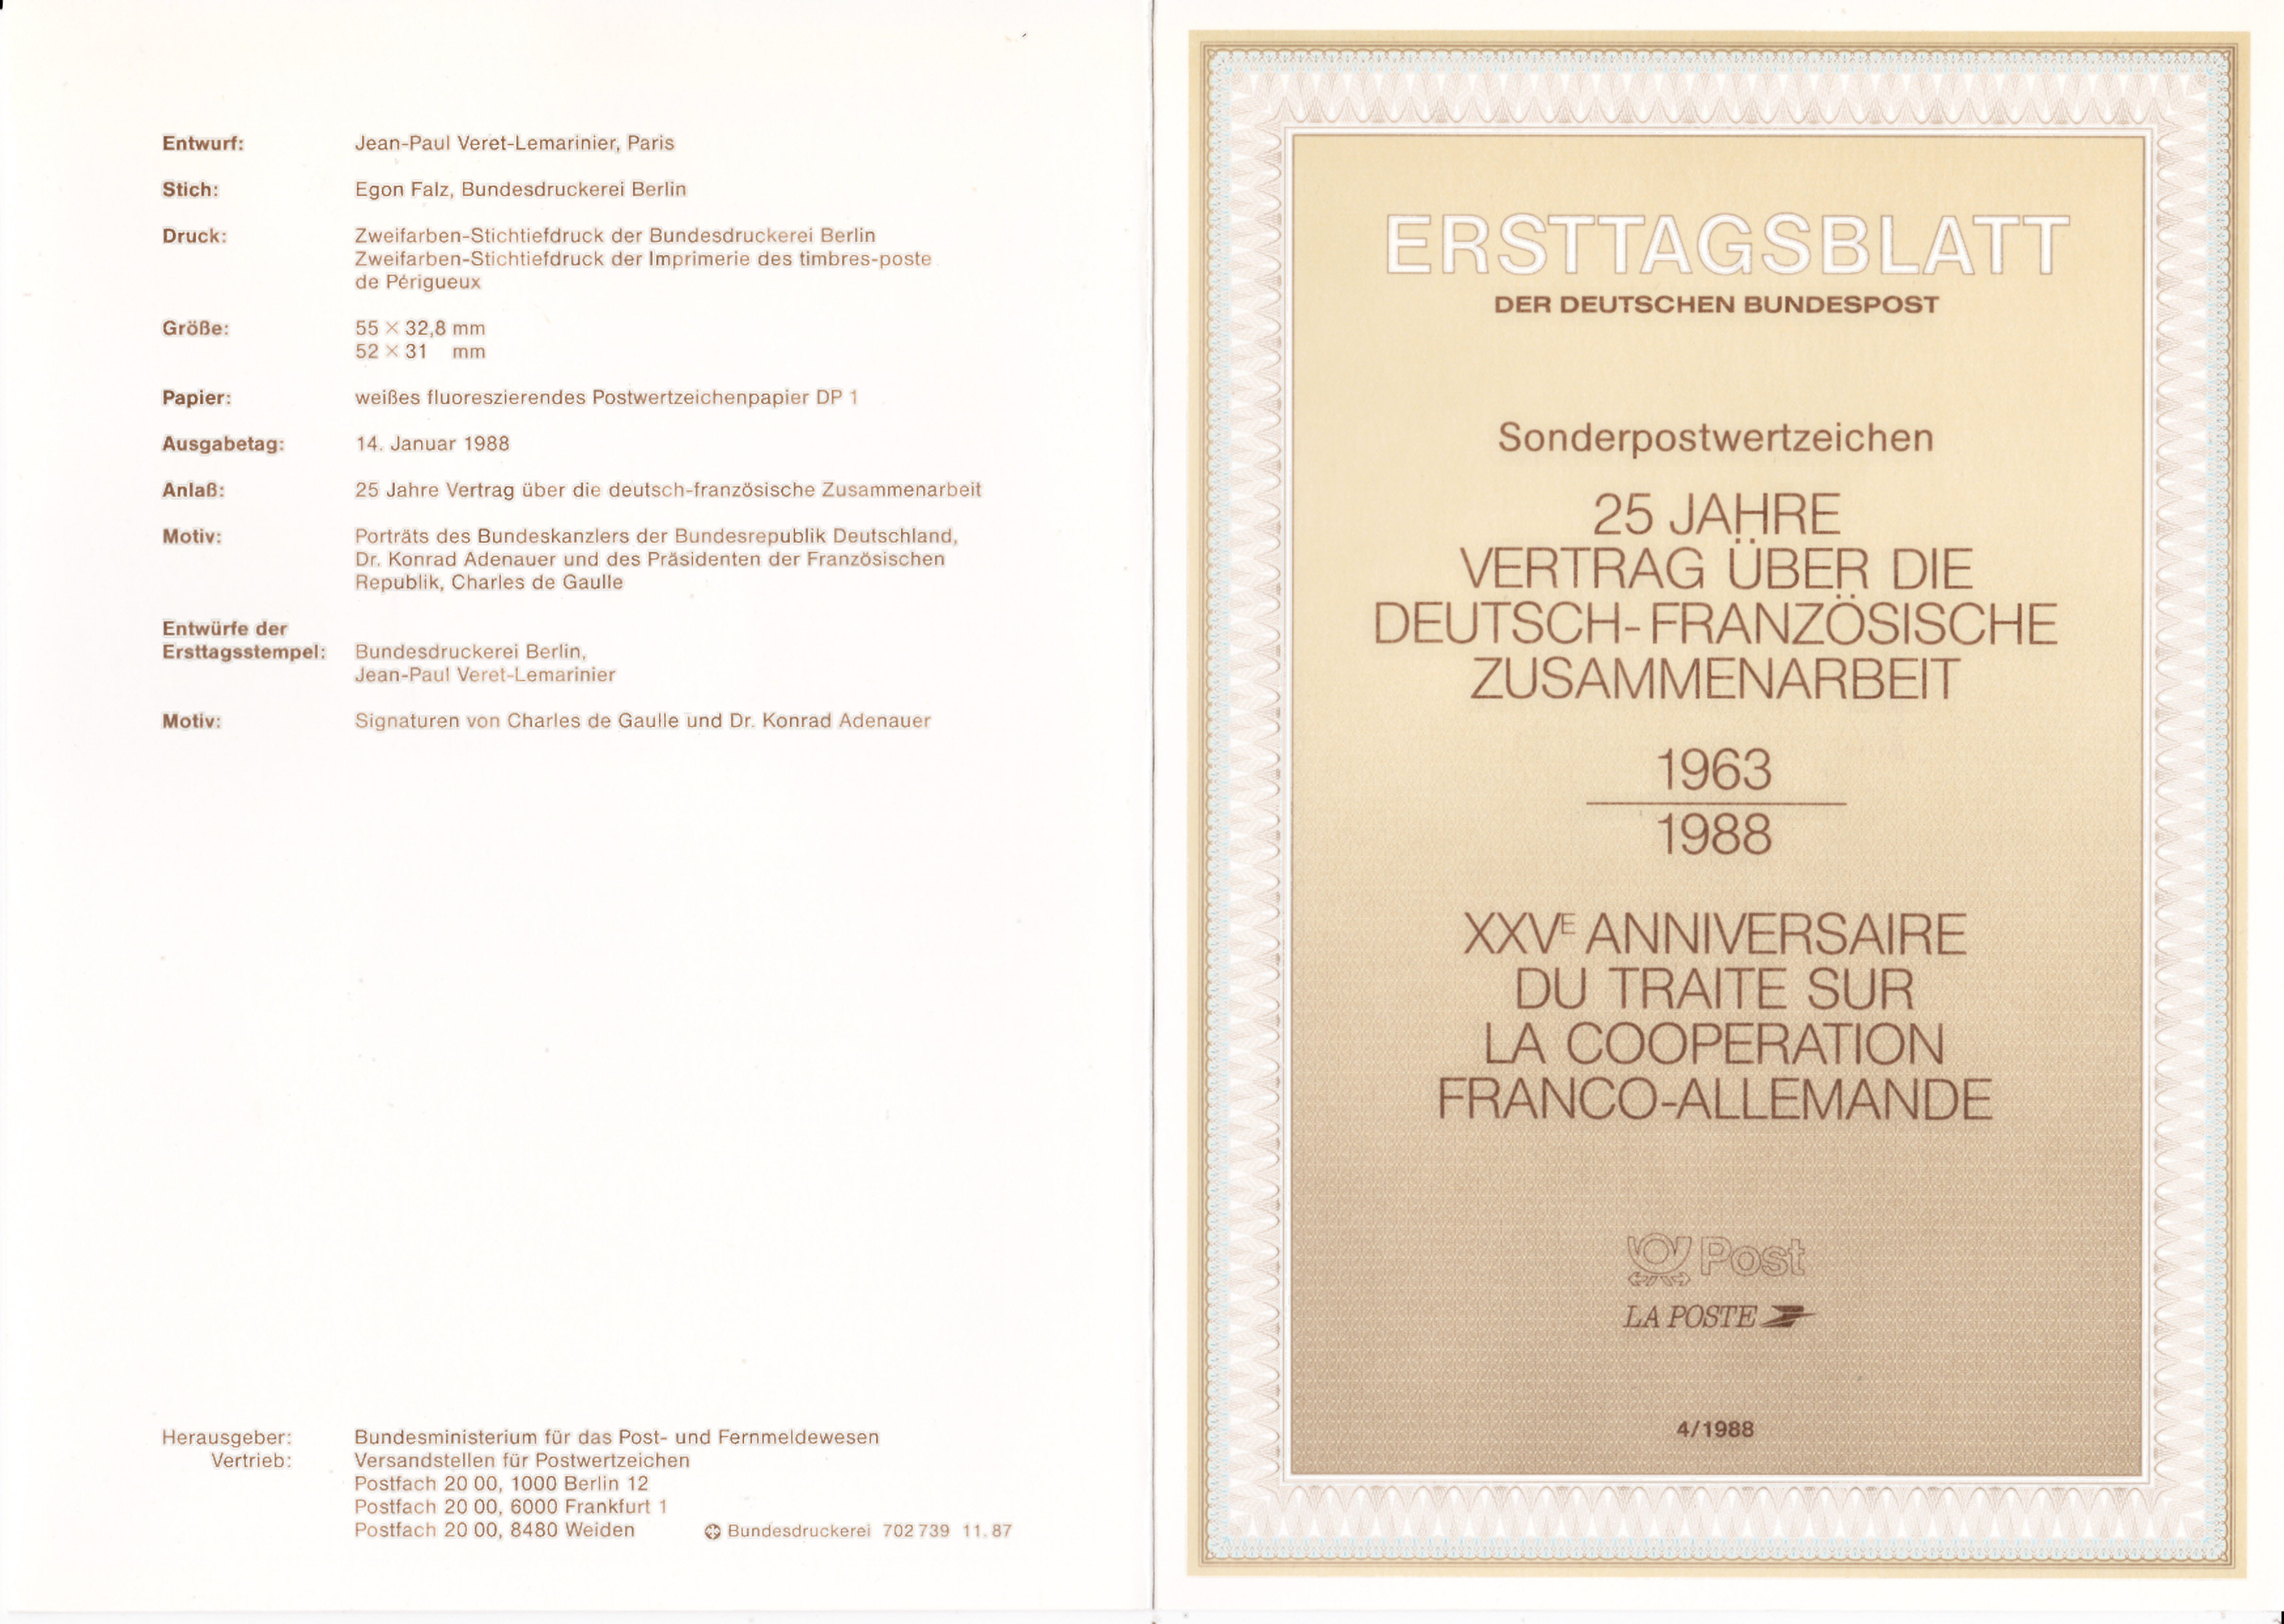 Entwurf: Jean-Paul Veret-Lemarinier, Paris
Stich: Egon Falz, Bundesdruckerei Berlin
Druck: Zweifarben-Stichtiefdruck der Bundesdruckerei Berlin
Zweifarben-Stichtiefdruck der Imprimerie des timbres-poste
de Périgueux
Größe: 55 × 32,8 mm
52 × 31 mm
Papier: weißes fluoreszierendes Postwertzeichenpapier DP 1
Ausgabetag: 14. Januar 1988
Anlaß: 25 Jahre Vertrag über die deutsch-französische Zusammenarbeit
Motiv: Porträts des Bundeskanzlers der Bundesrepublik Deutschland,
Dr. Konrad Adenauer und des Präsidenten der Französischen
Republik, Charles de Gaulle
Entwürfe der
Ersttagsstempel: Bundesdruckerei Berlin,
Jean-Paul Veret-Lemarinier
Motiv: Signaturen von Charles de Gaulle und Dr. Konrad Adenauer
Herausgeber: Bundesministerium für das Post- und Fernmeldewesen
Vertrieb: Versandstellen für Postwertzeichen
Postfach 20 00, 1000 Berlin 12
Postfach 20 00, 6000 Frankfurt 1
Postfach 20 00, 8480 Weiden Bundesdruckerei 702 739 11.87
ERSTTAGSBLATT
DER DEUTSCHEN BUNDESPOST
Sonderpostwertzeichen
25 JAHRE
VERTRAG ÜBER DIE
DEUTSCH-FRANZÖSISCHE
ZUSAMMENARBEIT
1963
1988
XXVE ANNIVERSAIRE
DU TRAITE SUR
LA COOPERATION
FRANCO-ALLEMANDE
Post
LA POSTE
4/1988